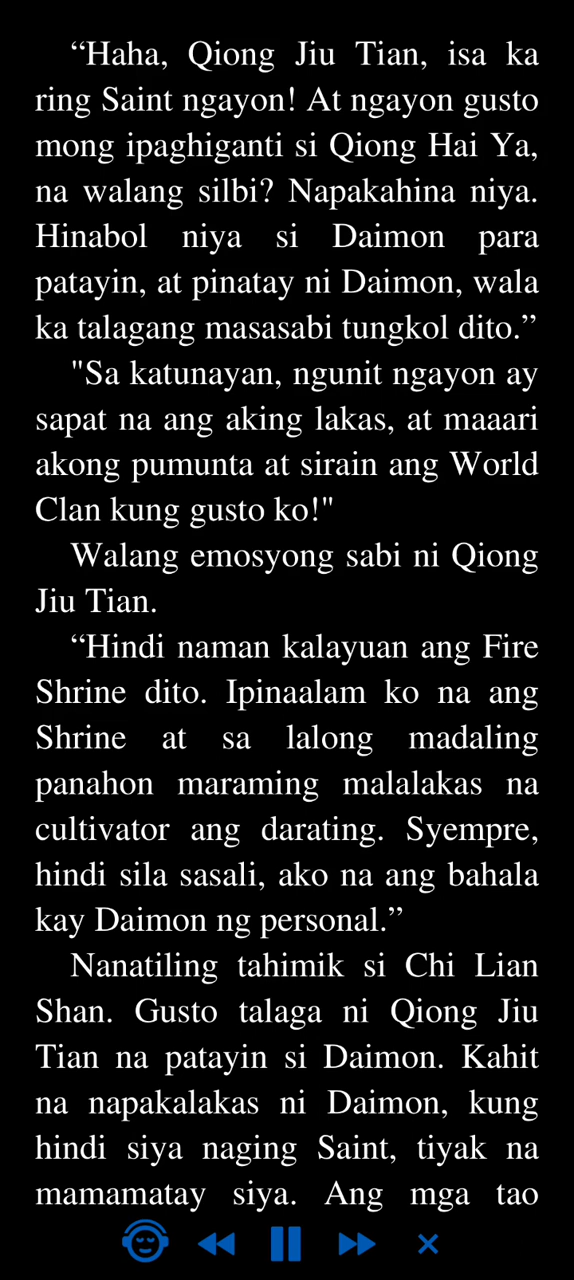 “Haha, Qiong Jiu Tian, isa ka
ring Saint ngayon! At ngayon gusto
mong ipaghiganti si Qiong Hai Ya,
na walang silbi? Napakahina niya.
Hinabol niya si Daimon para
patayin, at pinatay ni Daimon, wala
ka talagang masasabi tungkol dito.”
"Sa katunayan, ngunit ngayon ay
sapat na ang aking lakas, at maaari
akong pumunta at sirain ang World
Clan kung gusto ko!"
Walang emosyong sabi ni Qiong
Jiu Tian.
“Hindi naman kalayuan ang Fire
Shrine dito. Ipinaalam ko na ang
Shrine at sa lalong madaling
panahon maraming malalakas na
cultivator ang darating. Syempre,
hindi sila sasali, ako na ang bahala
kay Daimon ng personal.”
Nanatiling tahimik si Chi Lian
Shan. Gusto talaga ni Qiong Jiu
Tian na patayin si Daimon. Kahit
na napakalakas ni Daimon, kung
hindi siya naging Saint, tiyak na
mamamatay siya. Ang mga tao